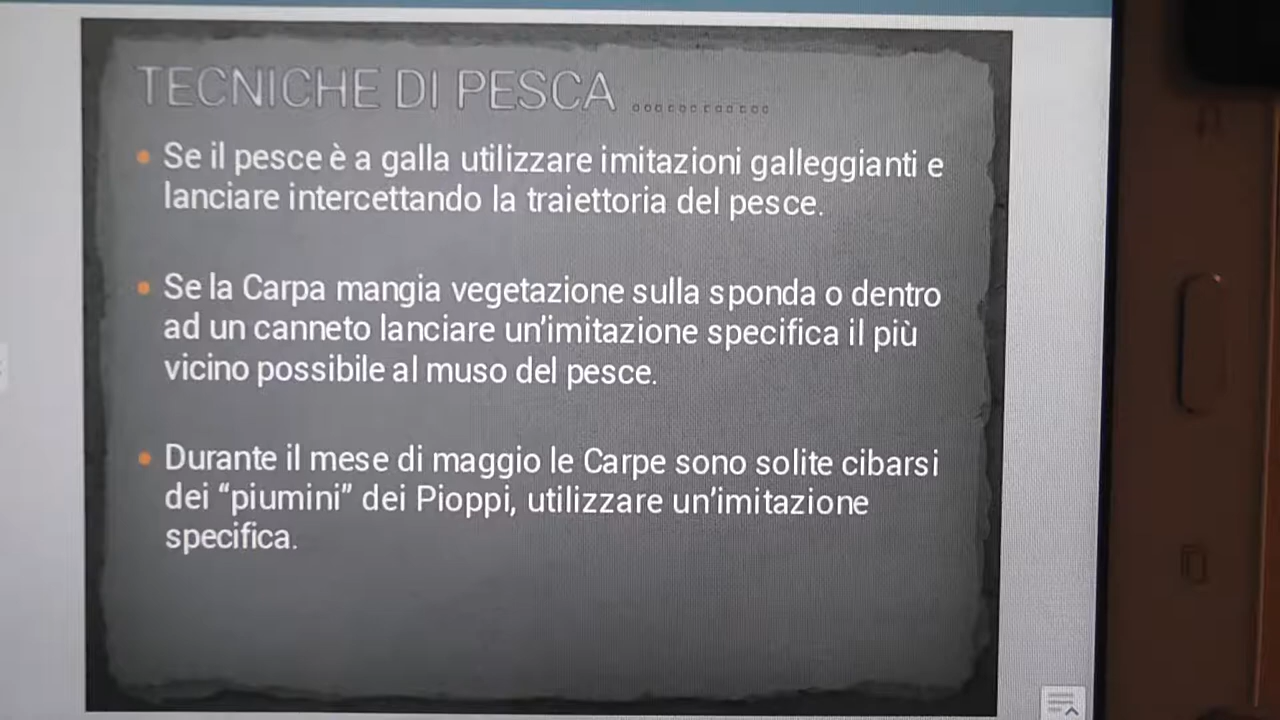 TECNICHE DI PESCA ............
• Se il pesce è a galla utilizzare imitazioni galleggianti e
lanciare intercettando la traiettoria del pesce.
• Se la Carpa mangia vegetazione sulla sponda o dentro
ad un canneto lanciare un’imitazione specifica il più
vicino possibile al muso del pesce.
• Durante il mese di maggio le Carpe sono solite cibarsi
dei “piumini” dei Pioppi, utilizzare un’imitazione
specifica.